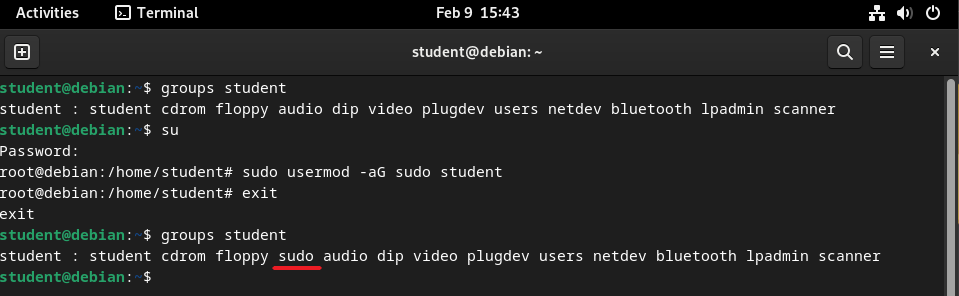 Activities Terminal Feb 9 15:43
student@debian: ~
student@debian:~$ groups student
student : student cdrom floppy audio dip video plugdev users netdev bluetooth lpadmin scanner
student@debian:~$ su
Password:
root@debian:/home/student# sudo usermod -aG sudo student
root@debian:/home/student# exit
exit
student@debian:~$ groups student
student : student cdrom floppy sudo audio dip video plugdev users netdev bluetooth lpadmin scanner
student@debian:~$